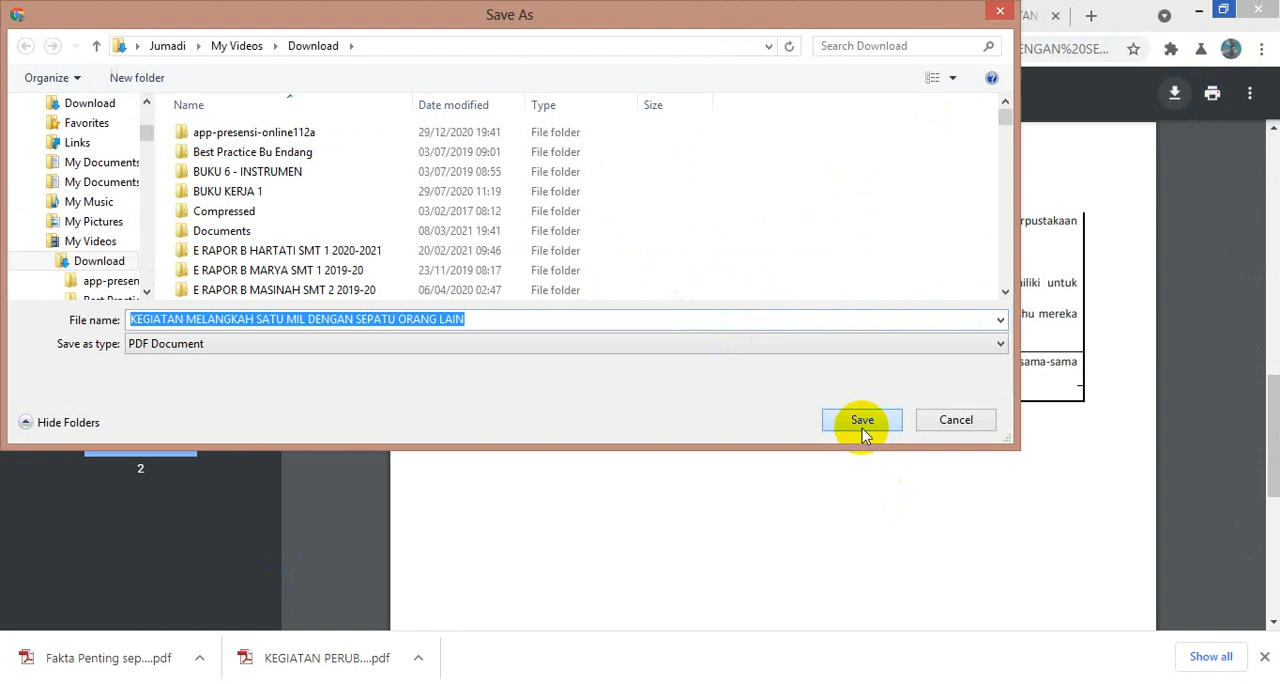 Save As
TAN
Jumadi My Videos Download
Search Download
ENGAN%20SE...
Organize New folder
Download
Favorites
Links
My Documents
My Documents
My Music
My Pictures
My Videos
Download
app-presen
Name Date modified Type Size
app-presensi-online112a 29/12/2020 19:41 File folder
Best Practice Bu Endang 03/07/2019 09:01 File folder
BUKU 6 - INSTRUMEN 03/07/2019 08:55 File folder
BUKU KERJA 1 29/07/2020 11:19 File folder
Compressed 03/02/2017 08:12 File folder
Documents 08/03/2021 19:41 File folder
E RAPOR B HARTATI SMT 1 2020-2021 20/02/2021 09:46 File folder
E RAPOR B MARYA SMT 1 2019-20 23/11/2019 08:17 File folder
E RAPOR B MASINAH SMT 2 2019-20 06/04/2020 02:47 File folder
File name: KEGIATAN MELANGKAH SATU MIL DENGAN SEPATU ORANG LAIN
Save as type: PDF Document
Hide Folders
Save
Cancel
erpustakaan
niliki untuk
hu mereka
sama-sama
2
Fakta Penting sep....pdf
KEGIATAN PERUB....pdf
Show all